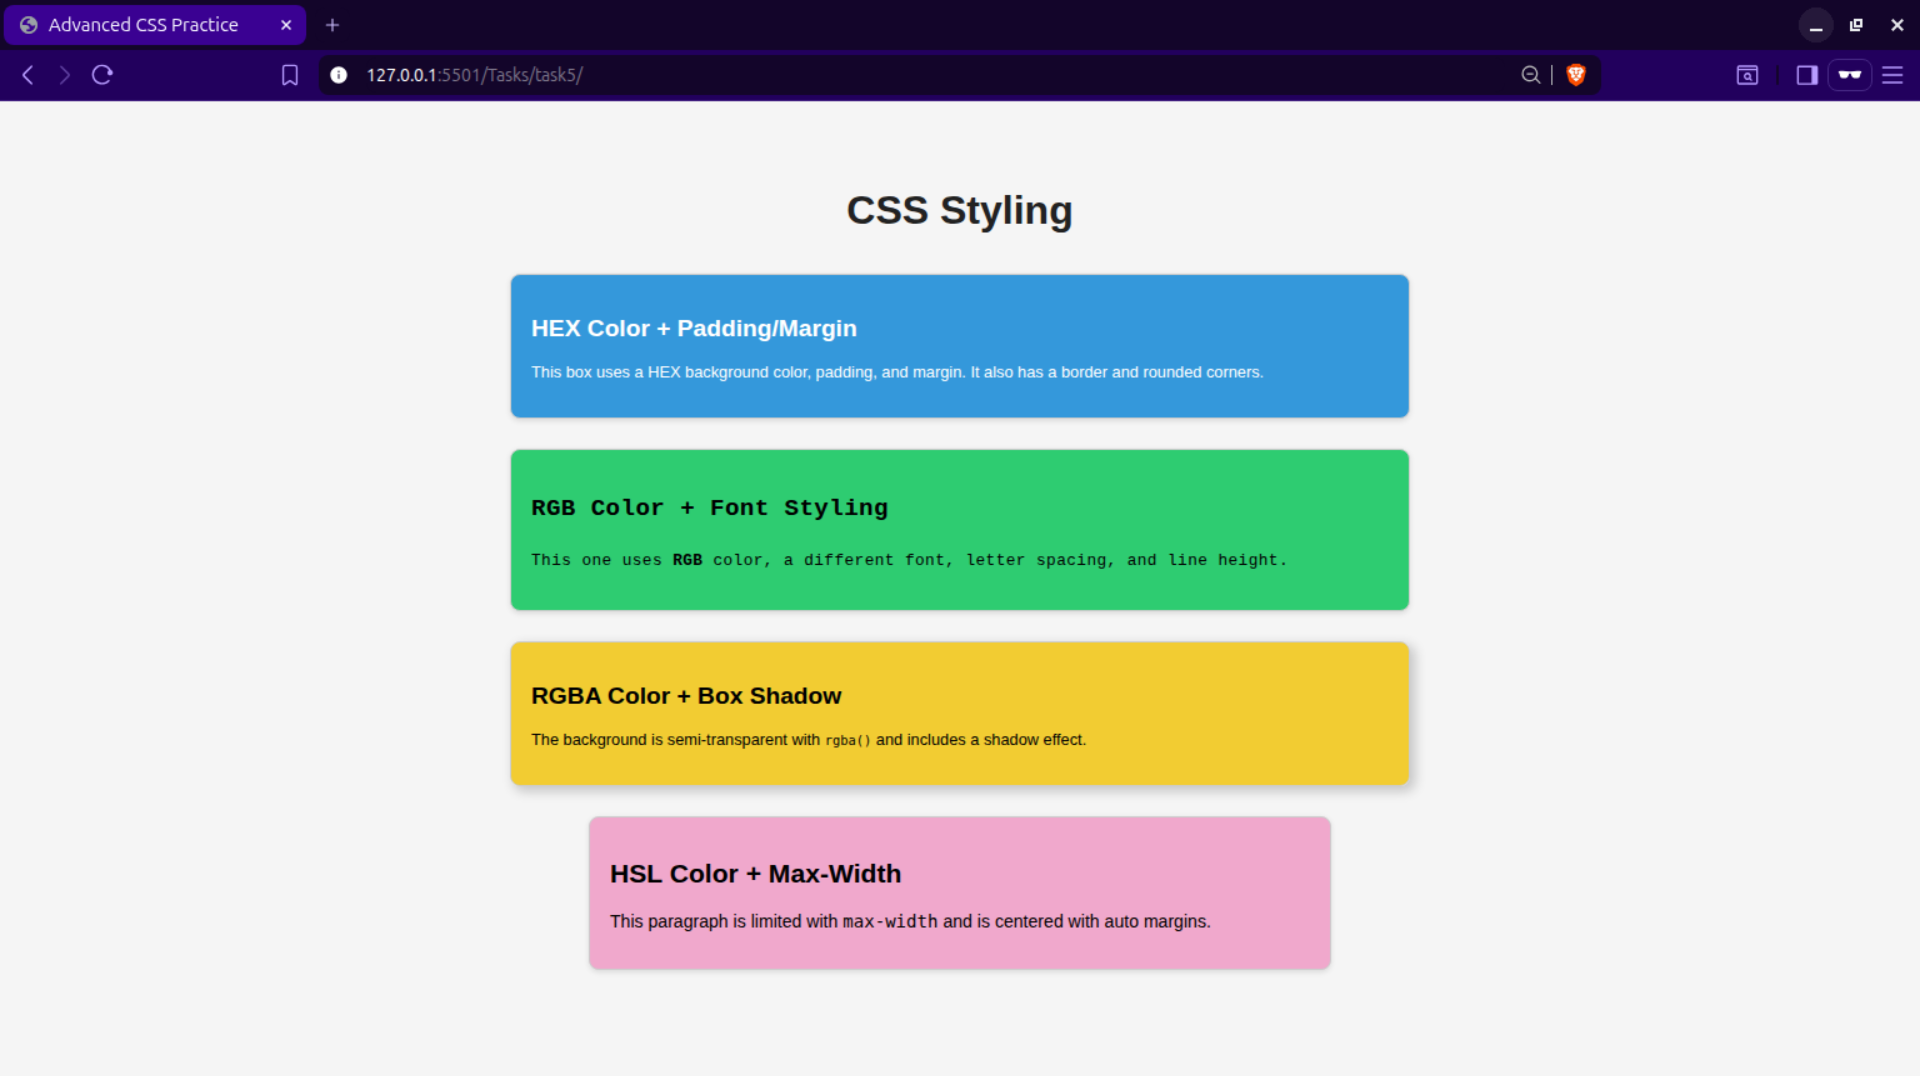 Advanced CSS Practice
127.0.0.1:5501/Tasks/task5/
CSS Styling
HEX Color + Padding/Margin
This box uses a HEX background color, padding, and margin. It also has a border and rounded corners.
RGB Color + Font Styling
This one uses RGB color, a different font, letter spacing, and line height.
RGBA Color + Box Shadow
The background is semi-transparent with rgba() and includes a shadow effect.
HSL Color + Max-Width
This paragraph is limited with max-width and is centered with auto margins.